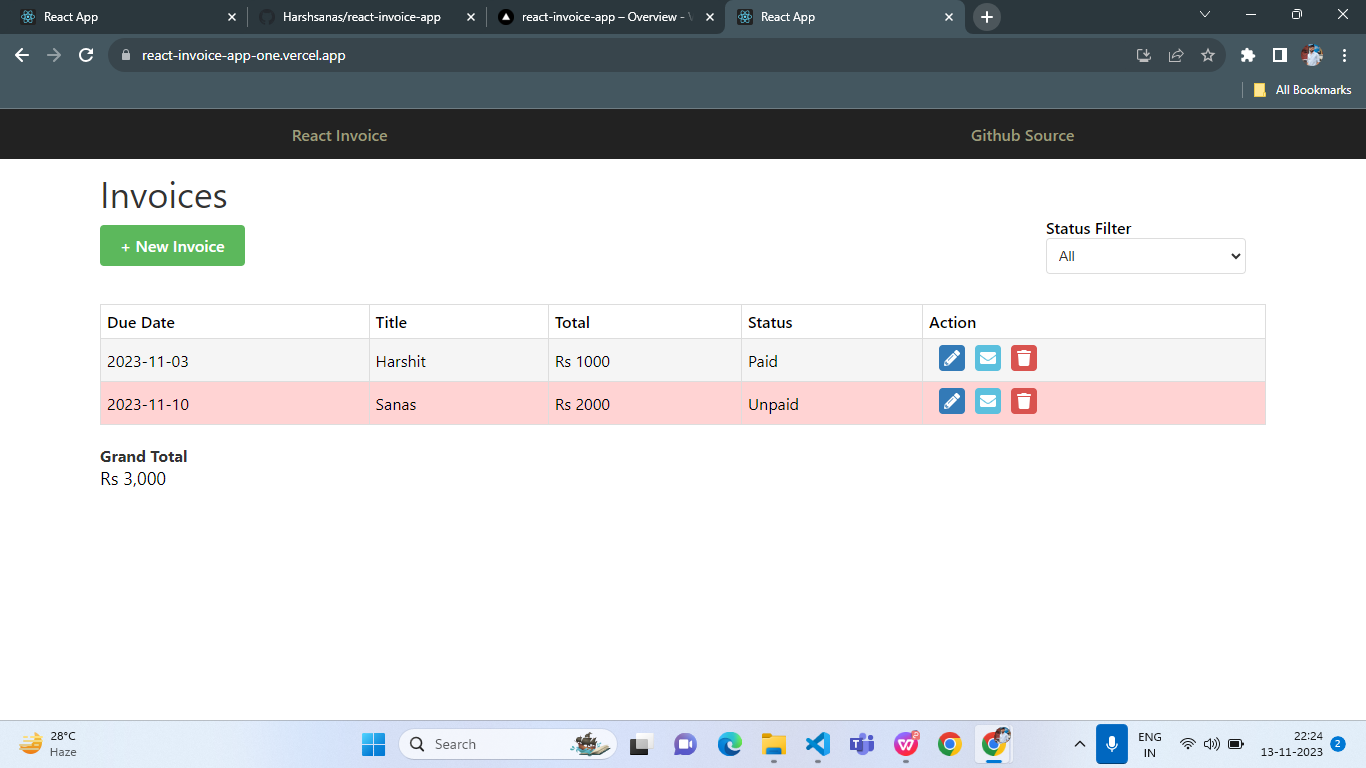 React App
Harshsanas/react-invoice-app
react-invoice-app – Overview -
React App
react-invoice-app-one.vercel.app
All Bookmarks
React Invoice
Github Source
Invoices
+ New Invoice
Status Filter
All
Due Date Title Total Status Action
2023-11-03 Harshit Rs 1000 Paid
2023-11-10 Sanas Rs 2000 Unpaid
Grand Total
Rs 3,000
28°C
Haze
Search
ENG
IN
22:24
13-11-2023
2